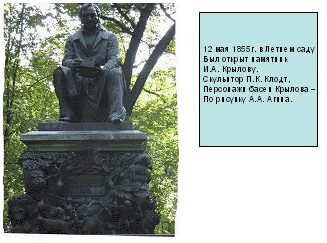 12 мая 1855г. в Летнем саду
Был открыт памятник
И.А. Крылову.
Скульптор П.К. Клодт,
Персонажи басен Крылова –
По рисунку А.А. Агина.